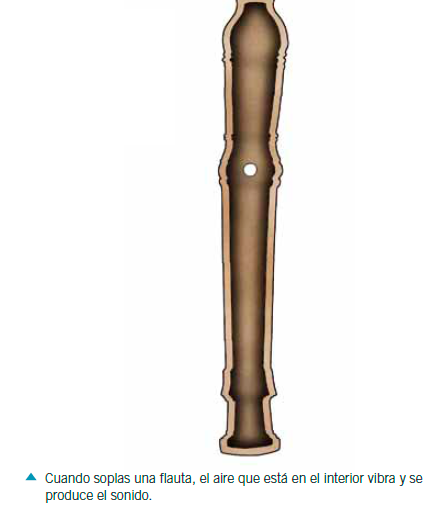 Cuando soplas una flauta, el aire que está en el interior vibra y se
produce el sonido.